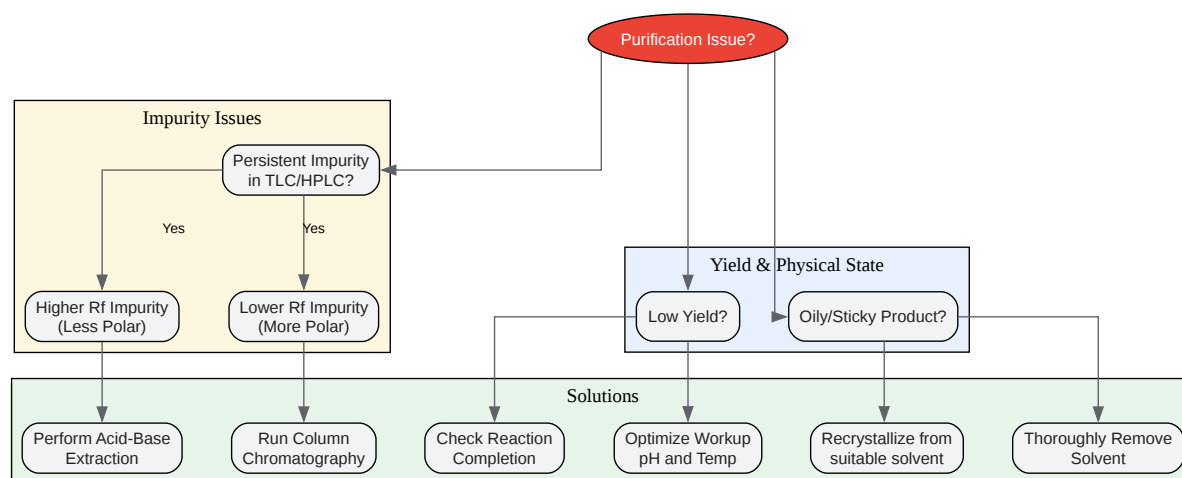 Purification Issue?
Impurity Issues
Persistent Impurity
in TLC/HPLC?
Yes
Yes
Higher Rf Impurity
(Less Polar)
Lower Rf Impurity
(More Polar)
Yield & Physical State
Low Yield?
Oily/Sticky Product?
Solutions
Perform Acid-Base
Extraction
Run Column
Chromatography
Check Reaction
Completion
Optimize Workup
pH and Temp
Recrystallize from
suitable solvent
Thoroughly Remove
Solvent